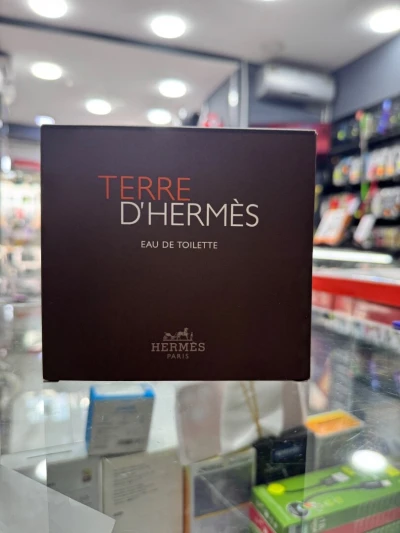 TERRE
D'HERMÈS
EAU DE TOILETTE
HERMÈS
PARIS